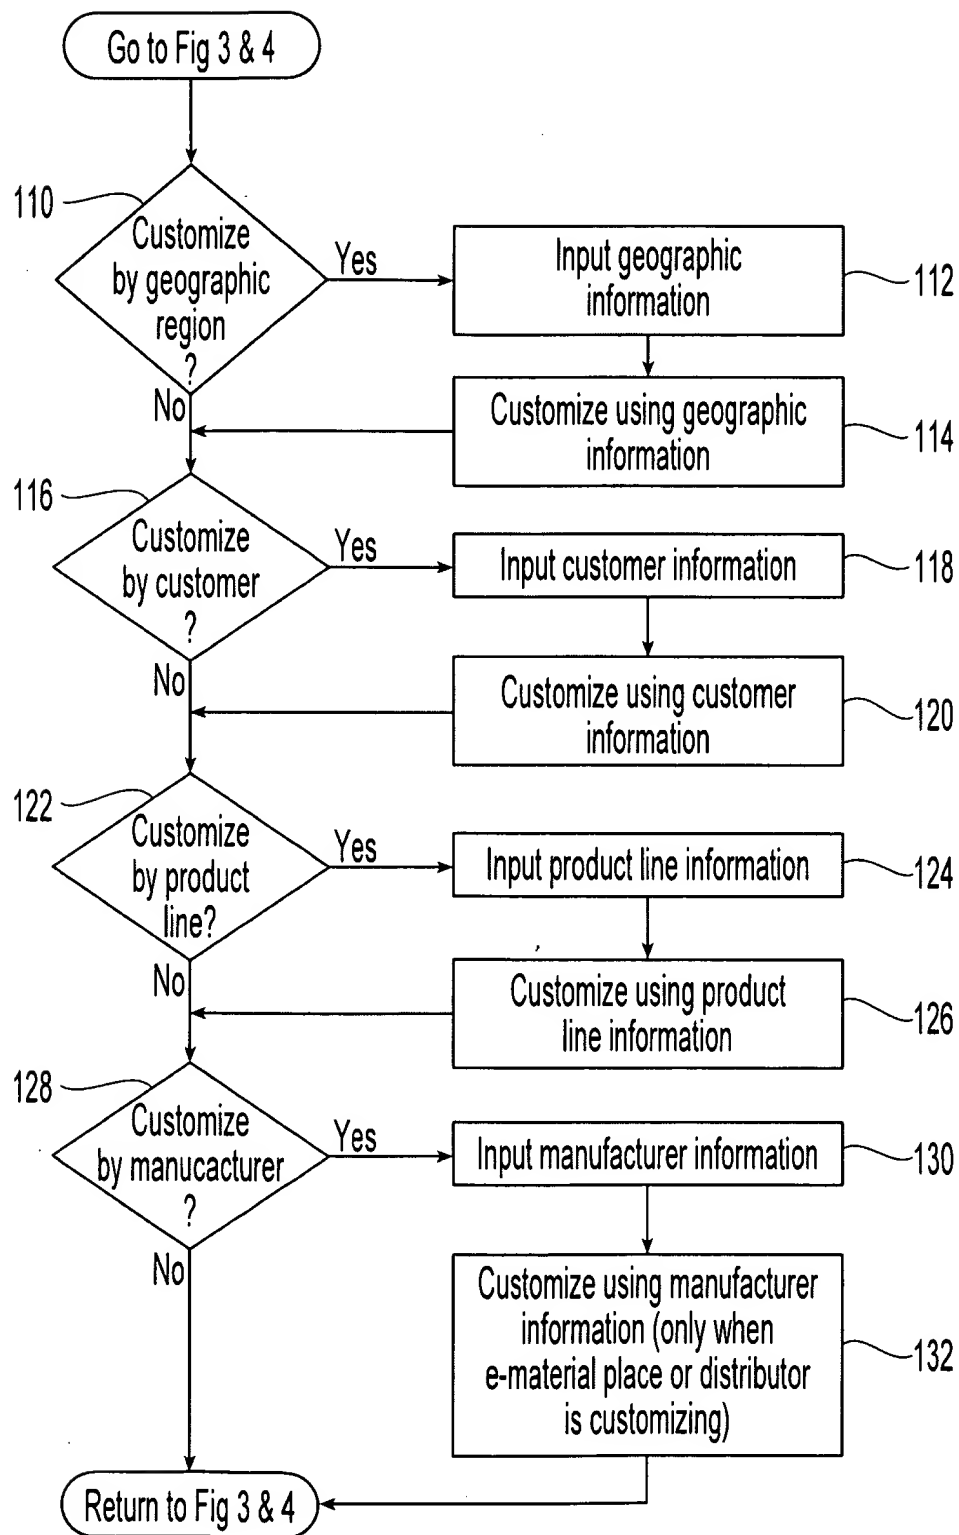 Go to Fig 3 & 4
110
Customize
by geographic
region
?
Yes
No
Input geographic
information
112
Customize using geographic
information
114
116
Customize
by customer
?
Yes
No
Input customer information
118
Customize using customer
information
120
122
Customize
by product
line?
Yes
No
Input product line information
124
Customize using product
line information
126
128
Customize
by manucacturer
?
Yes
No
Input manufacturer information
130
Customize using manufacturer
information (only when
e-material place or distributor
is customizing)
132
Return to Fig 3 & 4